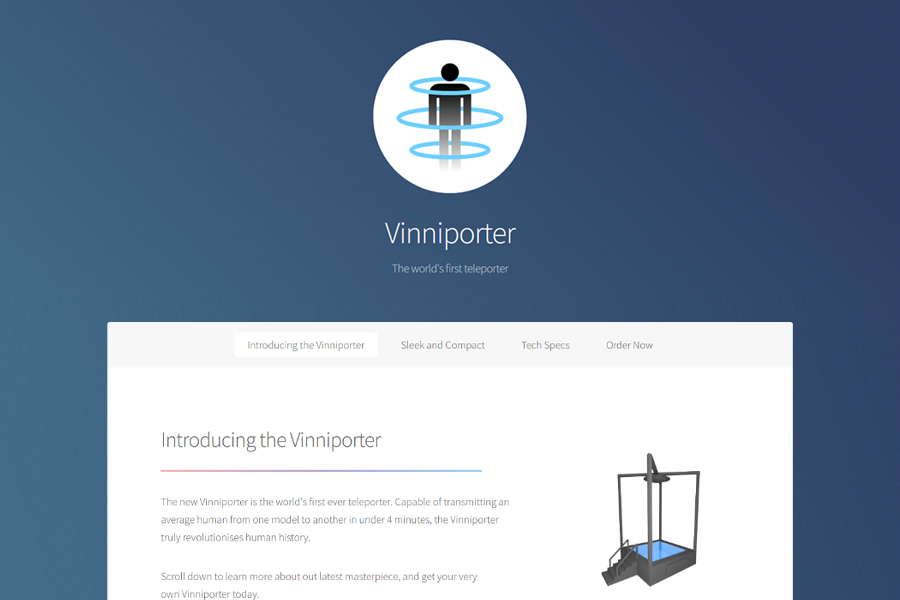 Vinniporter
The world's first teleporter
Introducing the Vinniporter
Sleek and Compact
Tech Specs
Order Now
Introducing the Vinniporter
The new Vinniporter is the world's first ever teleporter. Capable of transmitting an
average human from one model to another in under 4 minutes, the Vinniporter
truly revolutionises human history.
Scroll down to learn more about out latest masterpiece, and get your very
own Vinniporter today.